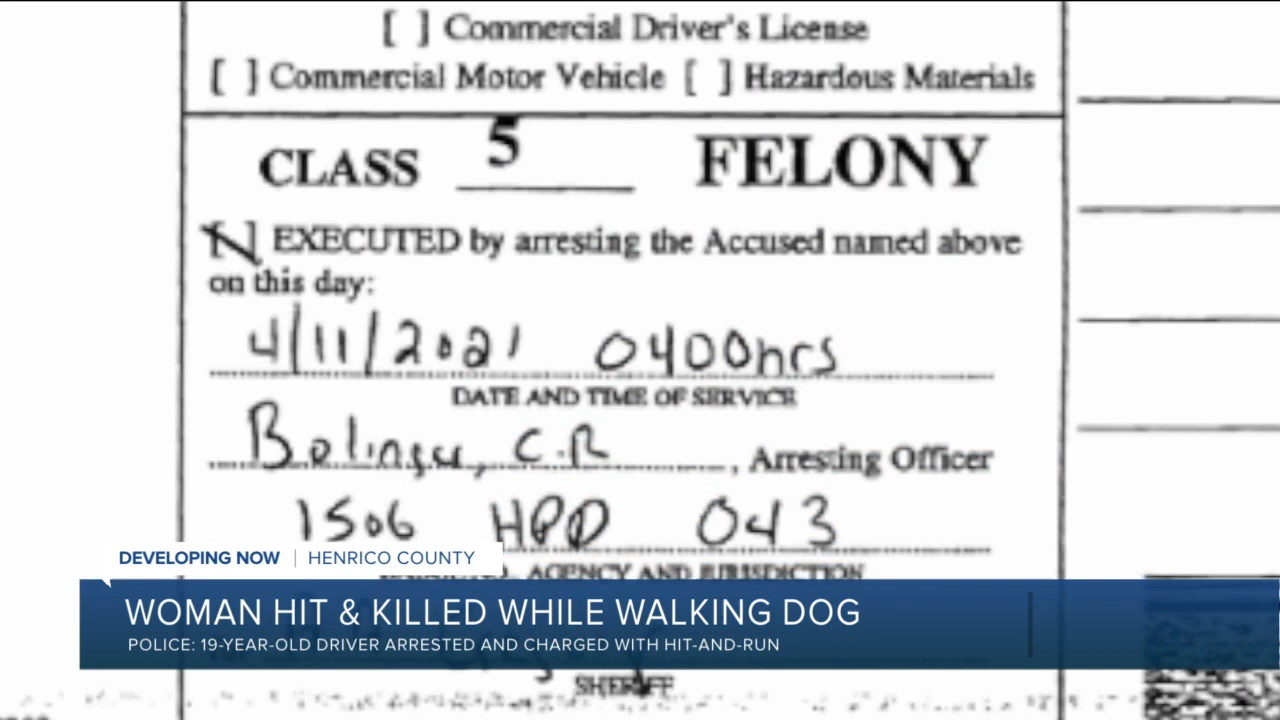 [ ] Commercial Driver's License
[ ] Commercial Motor Vehicle [ ] Hazardous Materials
CLASS 5 FELONY
[ ] EXECUTED by arresting the Accused named above
on this day:
4/11/2021 0400hrs
DATE AND TIME OF SERVICE
C.R , Arresting Officer
1506 HPD 043
AGENCY AND JURISDICTION
DEVELOPING NOW | HENRICO COUNTY
WOMAN HIT & KILLED WHILE WALKING DOG
POLICE: 19-YEAR-OLD DRIVER ARRESTED AND CHARGED WITH HIT-AND-RUN
SHERIFF